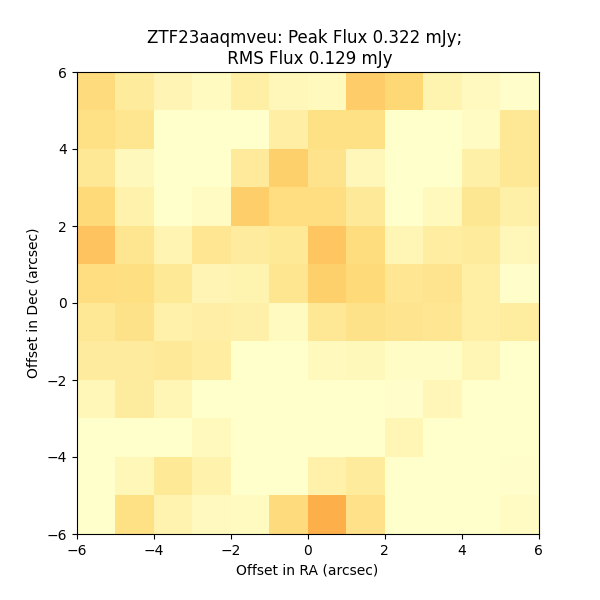 ZTF23aaqmveu: Peak Flux 0.322 mJy;
RMS Flux 0.129 mJy
6
4
2
0
−2
−4
−6
Offset in Dec (arcsec)
−6 −4 −2 0 2 4 6
Offset in RA (arcsec)